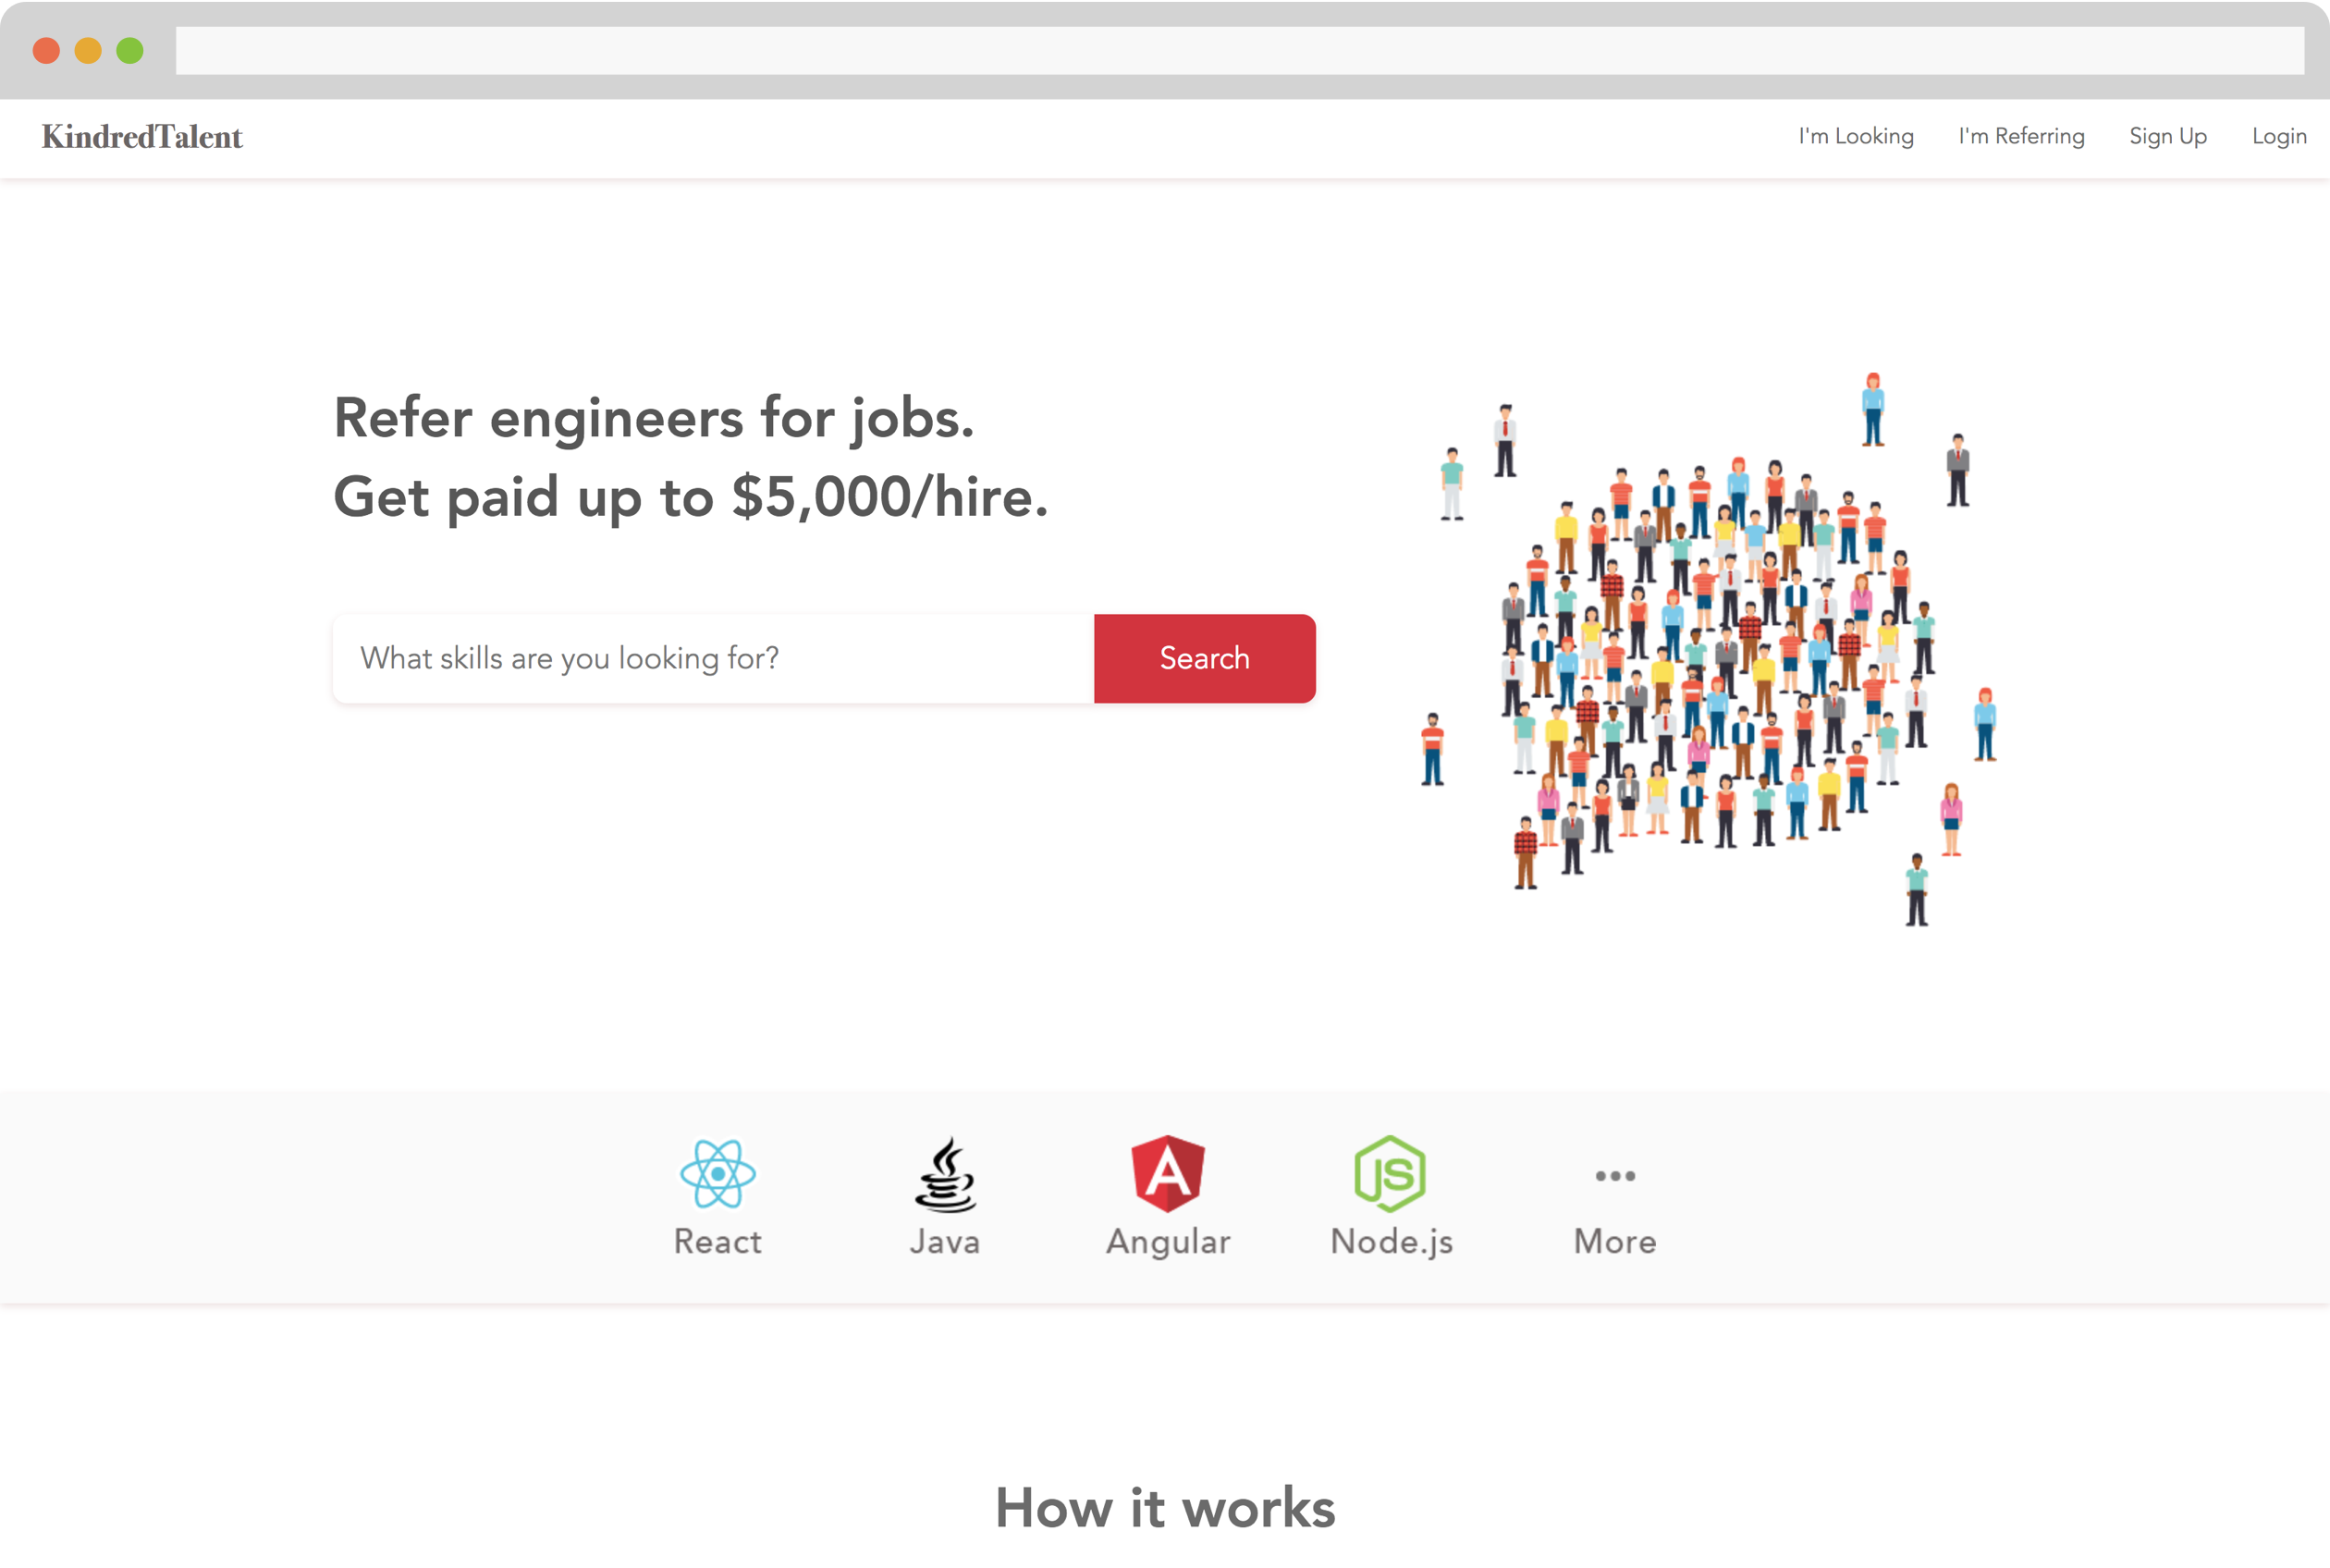 KindredTalent
I'm Looking
I'm Referring
Sign Up
Login
Refer engineers for jobs.
Get paid up to $5,000/hire.
What skills are you looking for?
Search
React
Java
Angular
Node.js
More
How it works